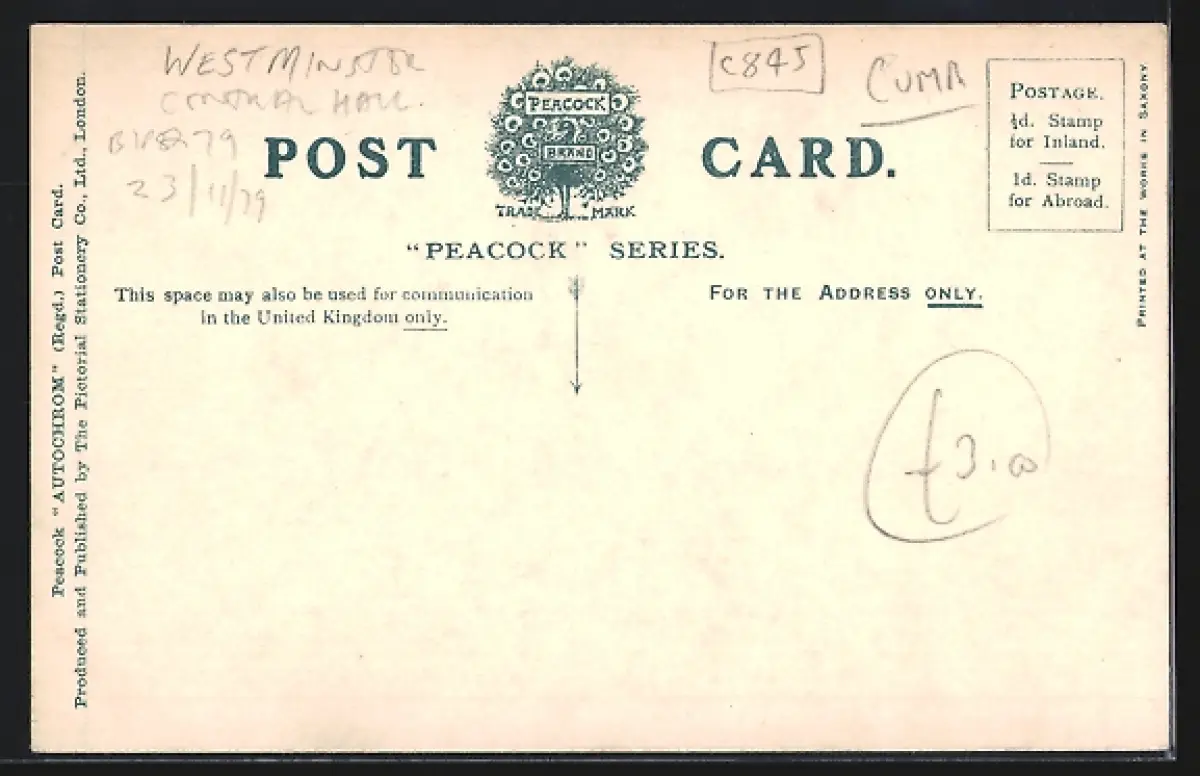 WESTMINSTER
CENTRAL HALL.
23/11/79
C845
CUMB
PEACOCK
BRAND
TRADE MARK
POST CARD.
"PEACOCK" SERIES.
This space may also be used for communication
in the United Kingdom only.
FOR THE ADDRESS ONLY.
POSTAGE.
½d. Stamp
for Inland.
1d. Stamp
for Abroad.
PRINTED AT THE WORKS IN SAXONY.
£3.00
Peacock "AUTOCHROM" (Regd.) Post Card.
Produced and Published by The Pictorial Stationery Co., Ltd., London.